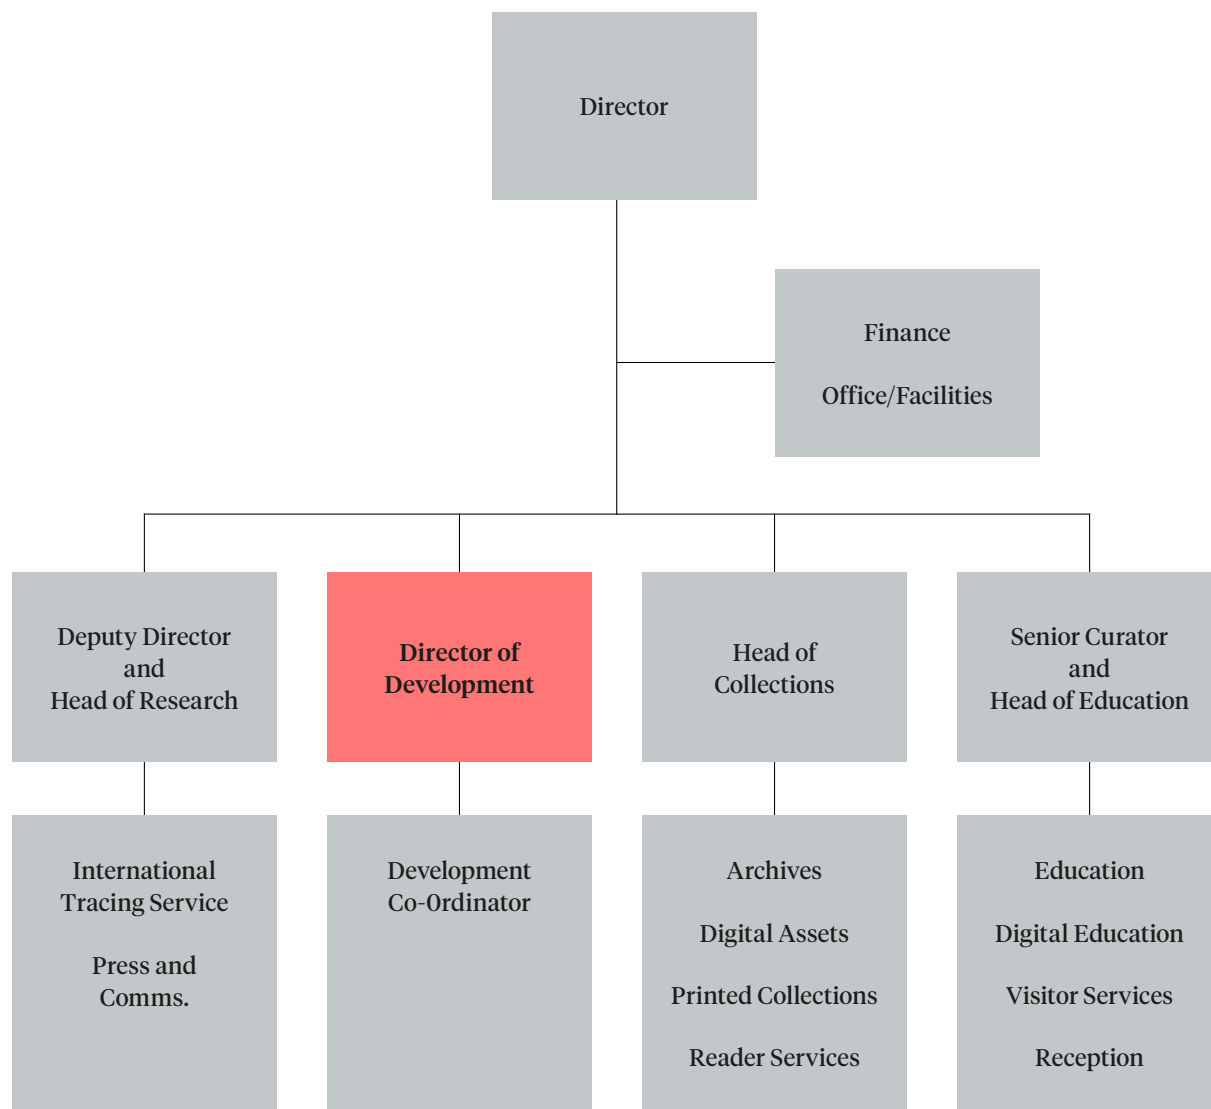 Director
Finance
Office/Facilities
Deputy Director
and
Head of Research
Director of
Development
Head of
Collections
Senior Curator
and
Head of Education
International
Tracing Service
Press and
Comms.
Development
Co-Ordinator
Archives
Digital Assets
Printed Collections
Reader Services
Education
Digital Education
Visitor Services
Reception